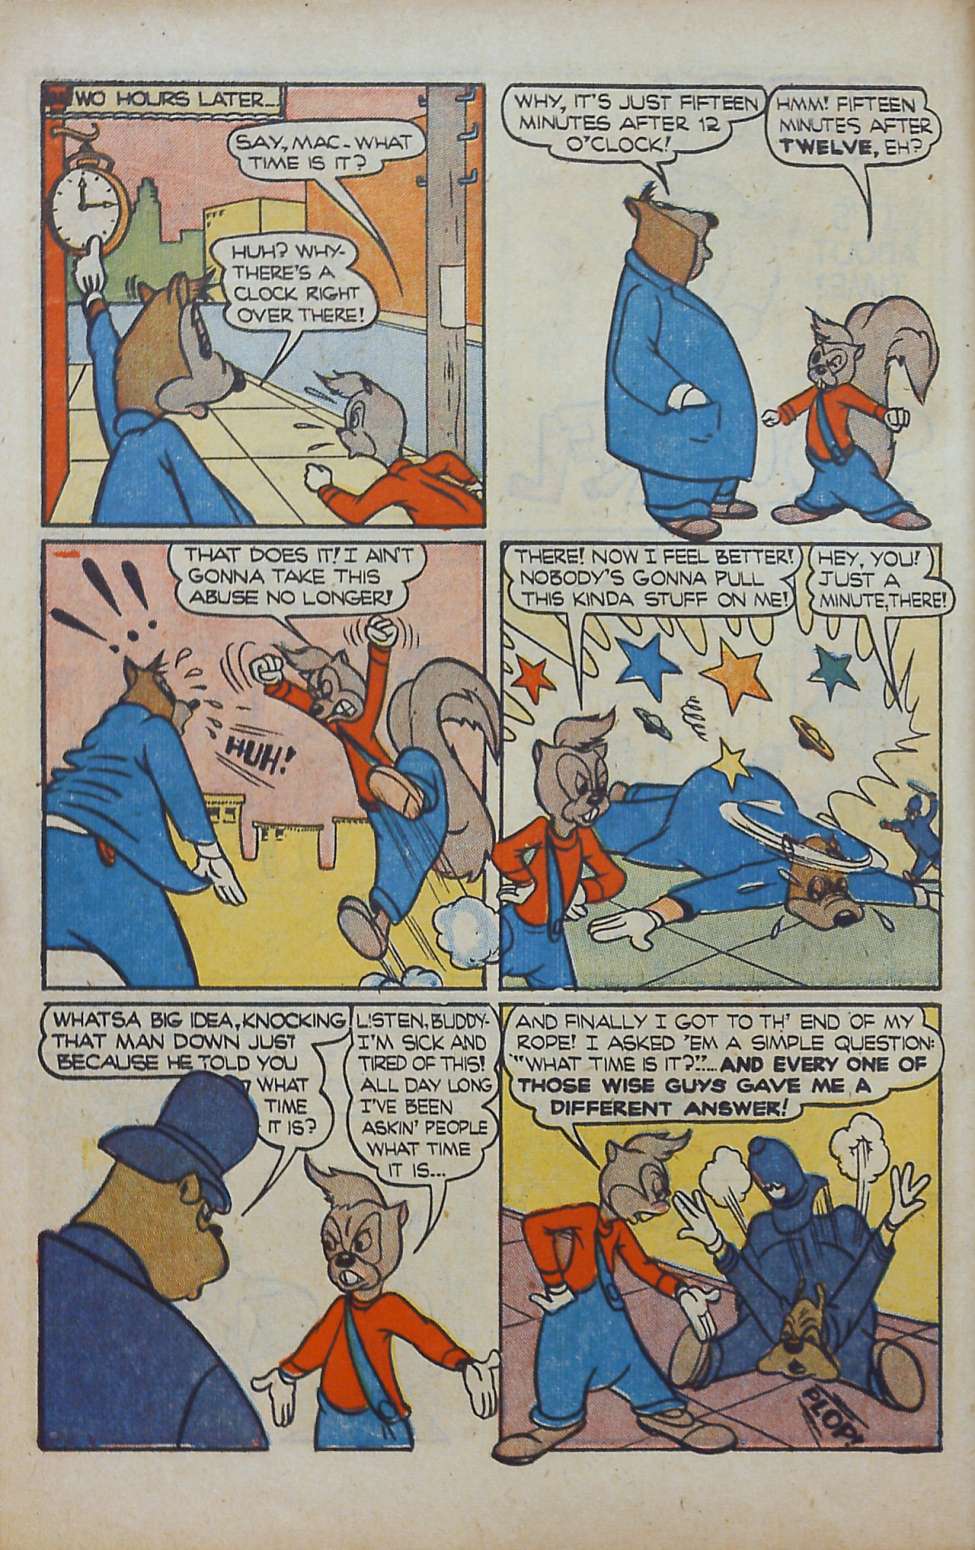 TWO HOURS LATER...
SAY, MAC-WHAT
TIME IS IT?
HUH? WHY-
THERE'S A
CLOCK RIGHT
OVER THERE!
WHY, IT'S JUST FIFTEEN
MINUTES AFTER 12
O'CLOCK!
HMM! FIFTEEN
MINUTES AFTER
TWELVE, EH?
THAT DOES IT! I AIN'T
GONNA TAKE THIS
ABUSE NO LONGER!
HUH!
THERE! NOW I FEEL BETTER!
NOBODY'S GONNA PULL
THIS KINDA STUFF ON ME!
HEY, YOU!
JUST A
MINUTE, THERE!
WHATSA BIG IDEA, KNOCKING
THAT MAN DOWN JUST
BECAUSE HE TOLD YOU
WHAT
TIME
IT IS?
LISTEN, BUDDY-
I'M SICK AND
TIRED OF THIS!
ALL DAY LONG
I'VE BEEN
ASKIN' PEOPLE
WHAT TIME
IT IS...
AND FINALLY I GOT TO TH' END OF MY
ROPE! I ASKED 'EM A SIMPLE QUESTION:
"WHAT TIME IS IT?"... AND EVERY ONE OF
THOSE WISE GUYS GAVE ME A
DIFFERENT ANSWER!
PLOP!